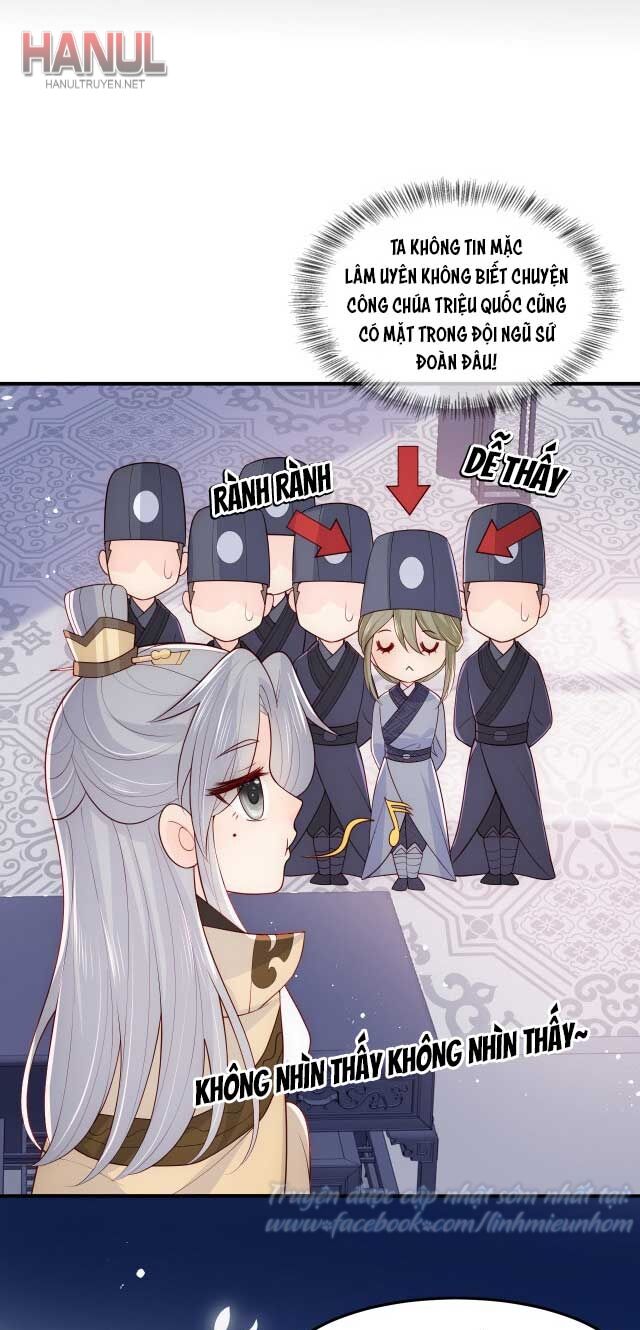 HANUL
HANULTRUYEN.NET
TA KHÔNG TIN MẶC
LÂM UYÊN KHÔNG BIẾT CHUYỆN
CÔNG CHÚA TRIỆU QUỐC CŨNG
CÓ MẶT TRONG ĐỘI NGŨ SỨ
ĐOÀN ĐÂU!
RÀNH RÀNH
DỄ THẤY
KHÔNG NHÌN THẤY KHÔNG NHÌN THẤY~
Truyện được cập nhật sớm nhất tại:
www.facebook.com/linhmieunhom